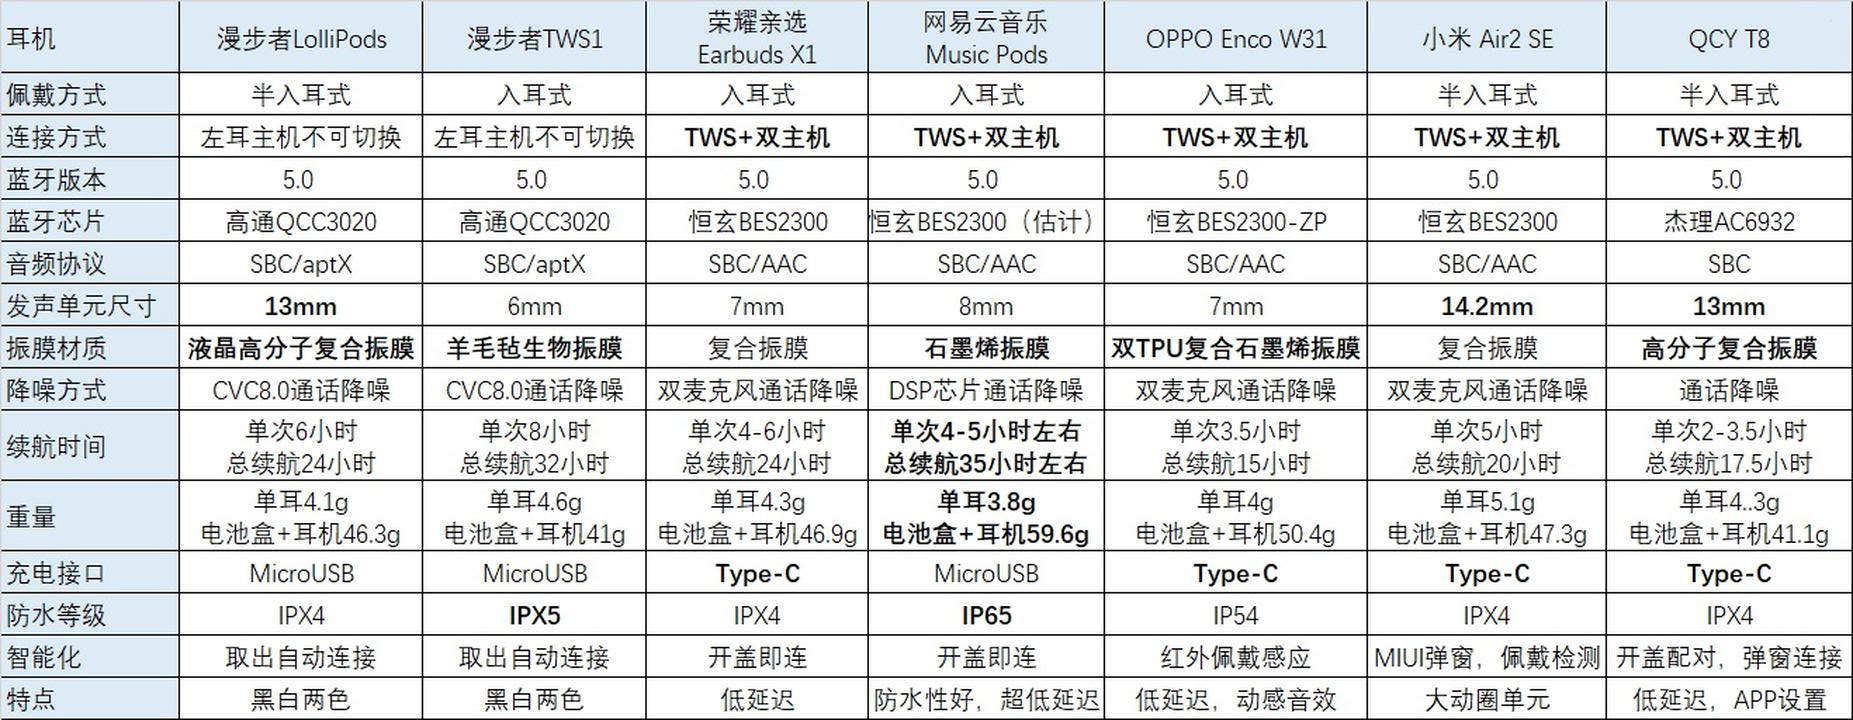 耳机 漫步者LolliPods 漫步者TWS1 荣耀亲选 Earbuds X1 网易云音乐 Music Pods OPPO Enco W31 小米 Air2 SE QCY T8
佩戴方式 半入耳式 入耳式 入耳式 入耳式 入耳式 半入耳式 半入耳式
连接方式 左耳主机不可切换 左耳主机不可切换 TWS+双主机 TWS+双主机 TWS+双主机 TWS+双主机 TWS+双主机
蓝牙版本 5.0 5.0 5.0 5.0 5.0 5.0 5.0
蓝牙芯片 高通QCC3020 高通QCC3020 恒玄BES2300 恒玄BES2300（估计） 恒玄BES2300-ZP 恒玄BES2300 杰理AC6932
音频协议 SBC/aptX SBC/aptX SBC/AAC SBC/AAC SBC/AAC SBC/AAC SBC
发声单元尺寸 13mm 6mm 7mm 8mm 7mm 14.2mm 13mm
振膜材质 液晶高分子复合振膜 羊毛毡生物振膜 复合振膜 石墨烯振膜 双TPU复合石墨烯振膜 复合振膜 高分子复合振膜
降噪方式 CVC8.0通话降噪 CVC8.0通话降噪 双麦克风通话降噪 DSP芯片通话降噪 双麦克风通话降噪 双麦克风通话降噪 通话降噪
续航时间 单次6小时 单次8小时 单次4-6小时 单次4-5小时左右 单次3.5小时 单次5小时 单次2-3.5小时
总续航24小时 总续航32小时 总续航24小时 总续航35小时左右 总续航15小时 总续航20小时 总续航17.5小时
重量 单耳4.1g 单耳4.6g 单耳4.3g 单耳3.8g 单耳4g 单耳5.1g 单耳4..3g
电池盒+耳机46.3g 电池盒+耳机41g 电池盒+耳机46.9g 电池盒+耳机59.6g 电池盒+耳机50.4g 电池盒+耳机47.3g 电池盒+耳机41.1g
充电接口 MicroUSB MicroUSB Type-C MicroUSB Type-C Type-C Type-C
防水等级 IPX4 IPX5 IPX4 IP65 IP54 IPX4 IPX4
智能化 取出自动连接 取出自动连接 开盖即连 开盖即连 红外佩戴感应 MIUI弹窗，佩戴检测 开盖配对，弹窗连接
特点 黑白两色 黑白两色 低延迟 防水性好，超低延迟 低延迟，动感音效 大动圈单元 低延迟，APP设置